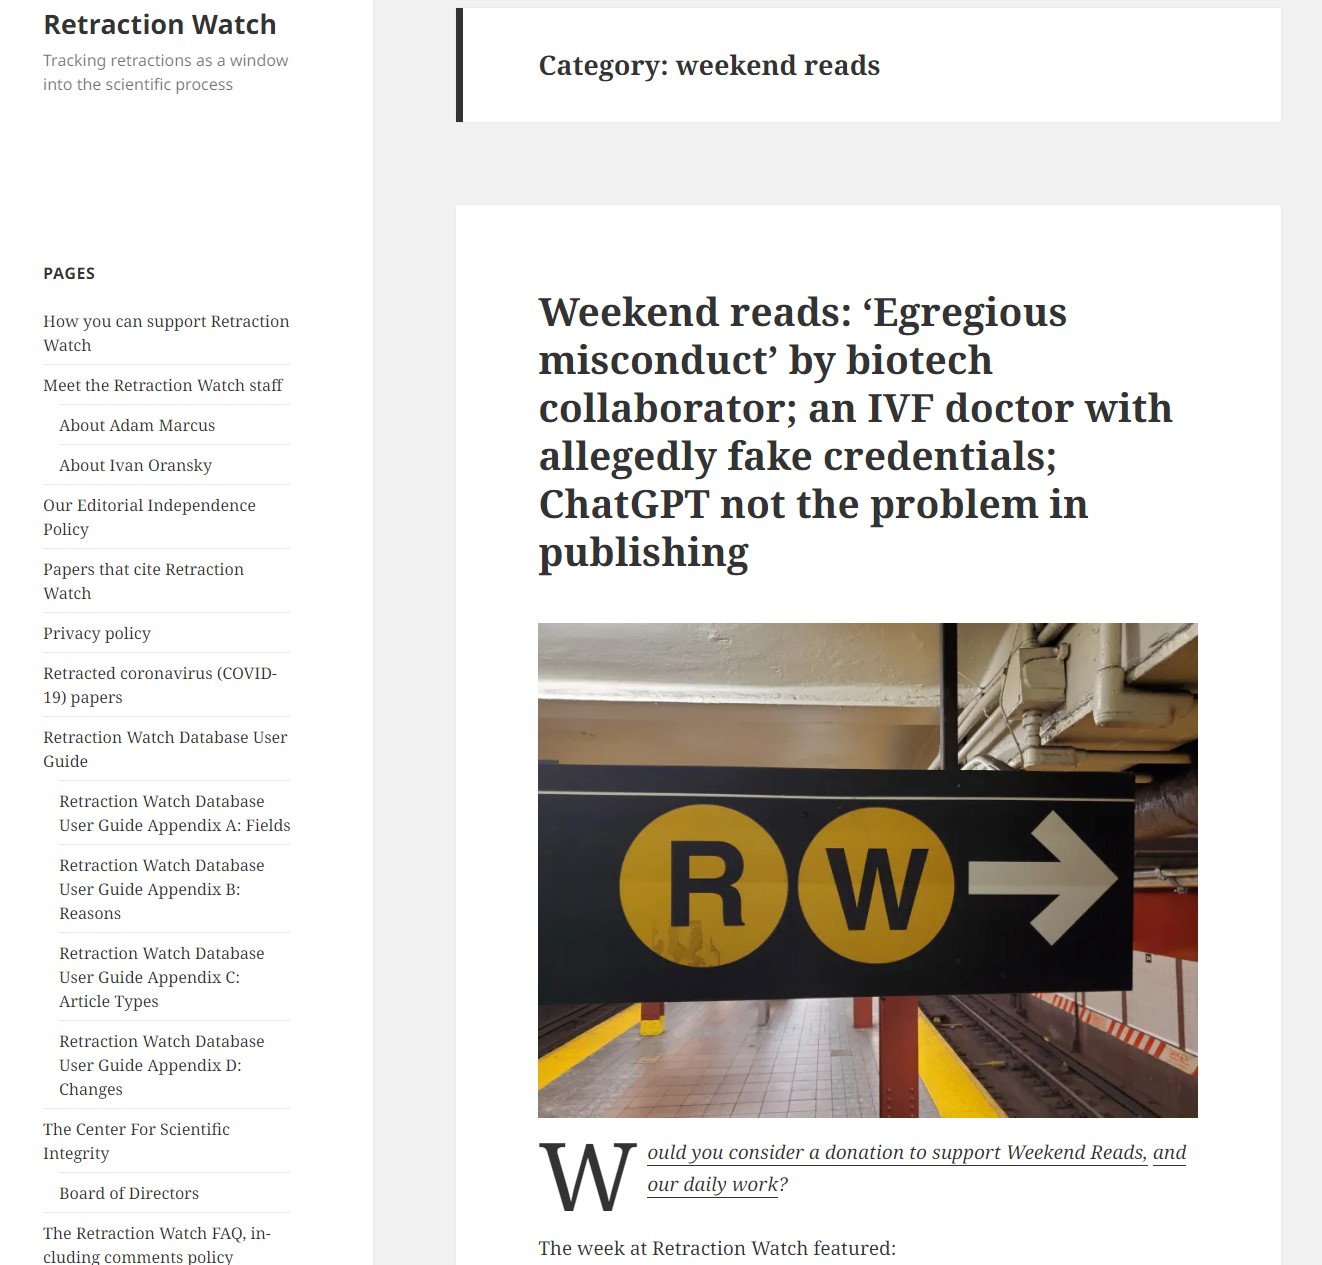 Retraction Watch
Tracking retractions as a window
into the scientific process
PAGES
How you can support Retraction
Watch
Meet the Retraction Watch staff
About Adam Marcus
About Ivan Oransky
Our Editorial Independence
Policy
Papers that cite Retraction
Watch
Privacy policy
Retracted coronavirus (COVID-
19) papers
Retraction Watch Database User
Guide
Retraction Watch Database
User Guide Appendix A: Fields
Retraction Watch Database
User Guide Appendix B:
Reasons
Retraction Watch Database
User Guide Appendix C:
Article Types
Retraction Watch Database
User Guide Appendix D:
Changes
The Center For Scientific
Integrity
Board of Directors
The Retraction Watch FAQ, in-
cluding comments policy
Category: weekend reads
Weekend reads: ‘Egregious
misconduct’ by biotech
collaborator; an IVF doctor with
allegedly fake credentials;
ChatGPT not the problem in
publishing
R W
Would you consider a donation to support Weekend Reads, and
our daily work?
The week at Retraction Watch featured: